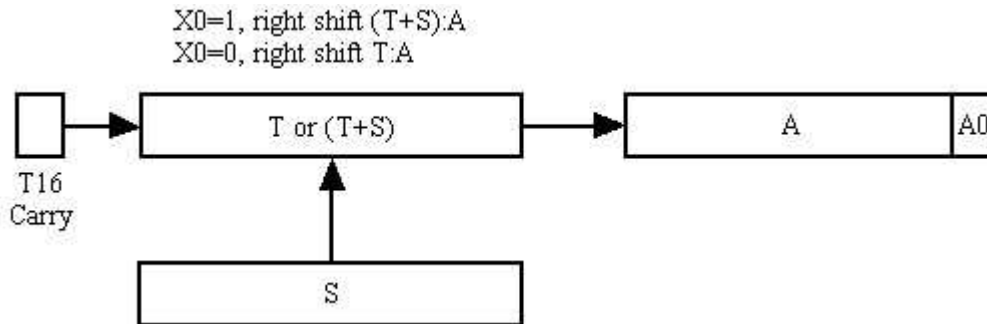 X0=1, right shift (T+S):A
X0=0, right shift T:A
T or (T+S)
A
A0
T16
Carry
S